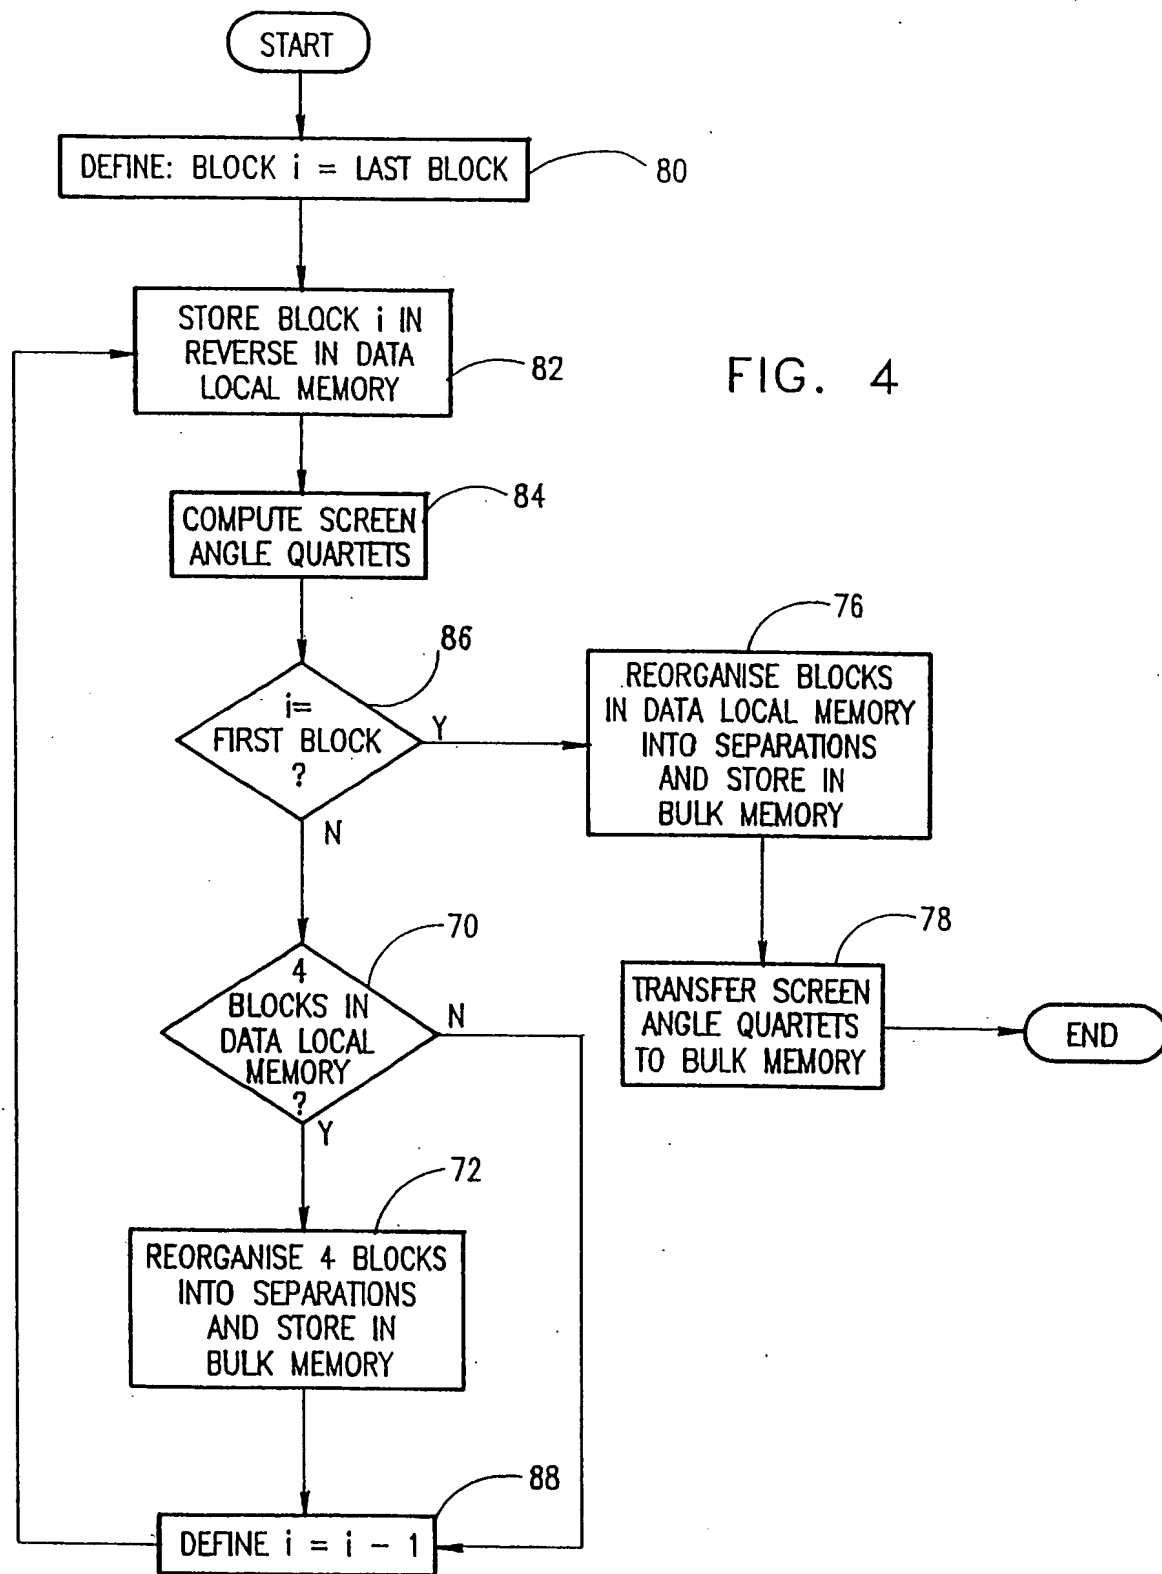 START
DEFINE: BLOCK i = LAST BLOCK
80
STORE BLOCK i IN
REVERSE IN DATA
LOCAL MEMORY
82
FIG. 4
COMPUTE SCREEN
ANGLE QUARTETS
84
i=
FIRST BLOCK
?
86
Y
N
REORGANISE BLOCKS
IN DATA LOCAL MEMORY
INTO SEPARATIONS
AND STORE IN
BULK MEMORY
76
4
BLOCKS IN
DATA LOCAL
MEMORY
?
70
N
Y
TRANSFER SCREEN
ANGLE QUARTETS
TO BULK MEMORY
78
END
REORGANISE 4 BLOCKS
INTO SEPARATIONS
AND STORE IN
BULK MEMORY
72
DEFINE i = i - 1
88